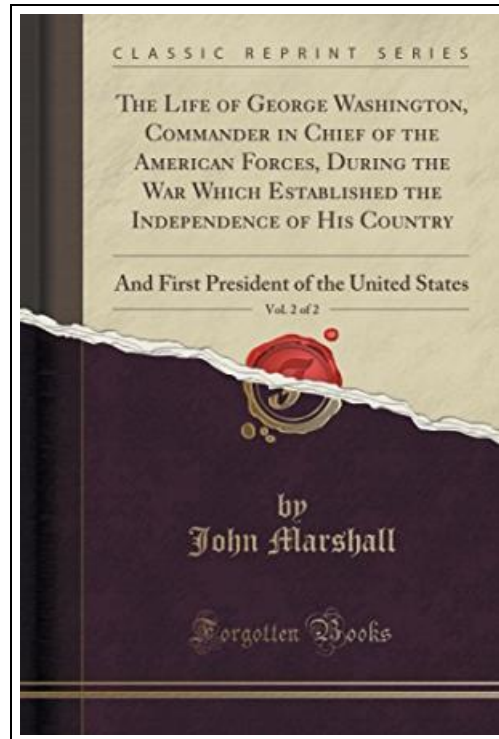 CLASSIC REPRINT SERIES
THE LIFE OF GEORGE WASHINGTON,
COMMANDER IN CHIEF OF THE
AMERICAN FORCES, DURING THE
WAR WHICH ESTABLISHED THE
INDEPENDENCE OF HIS COUNTRY
And First President of the United States
Vol. 2 of 2
by
John Marshall
Forgotten Books